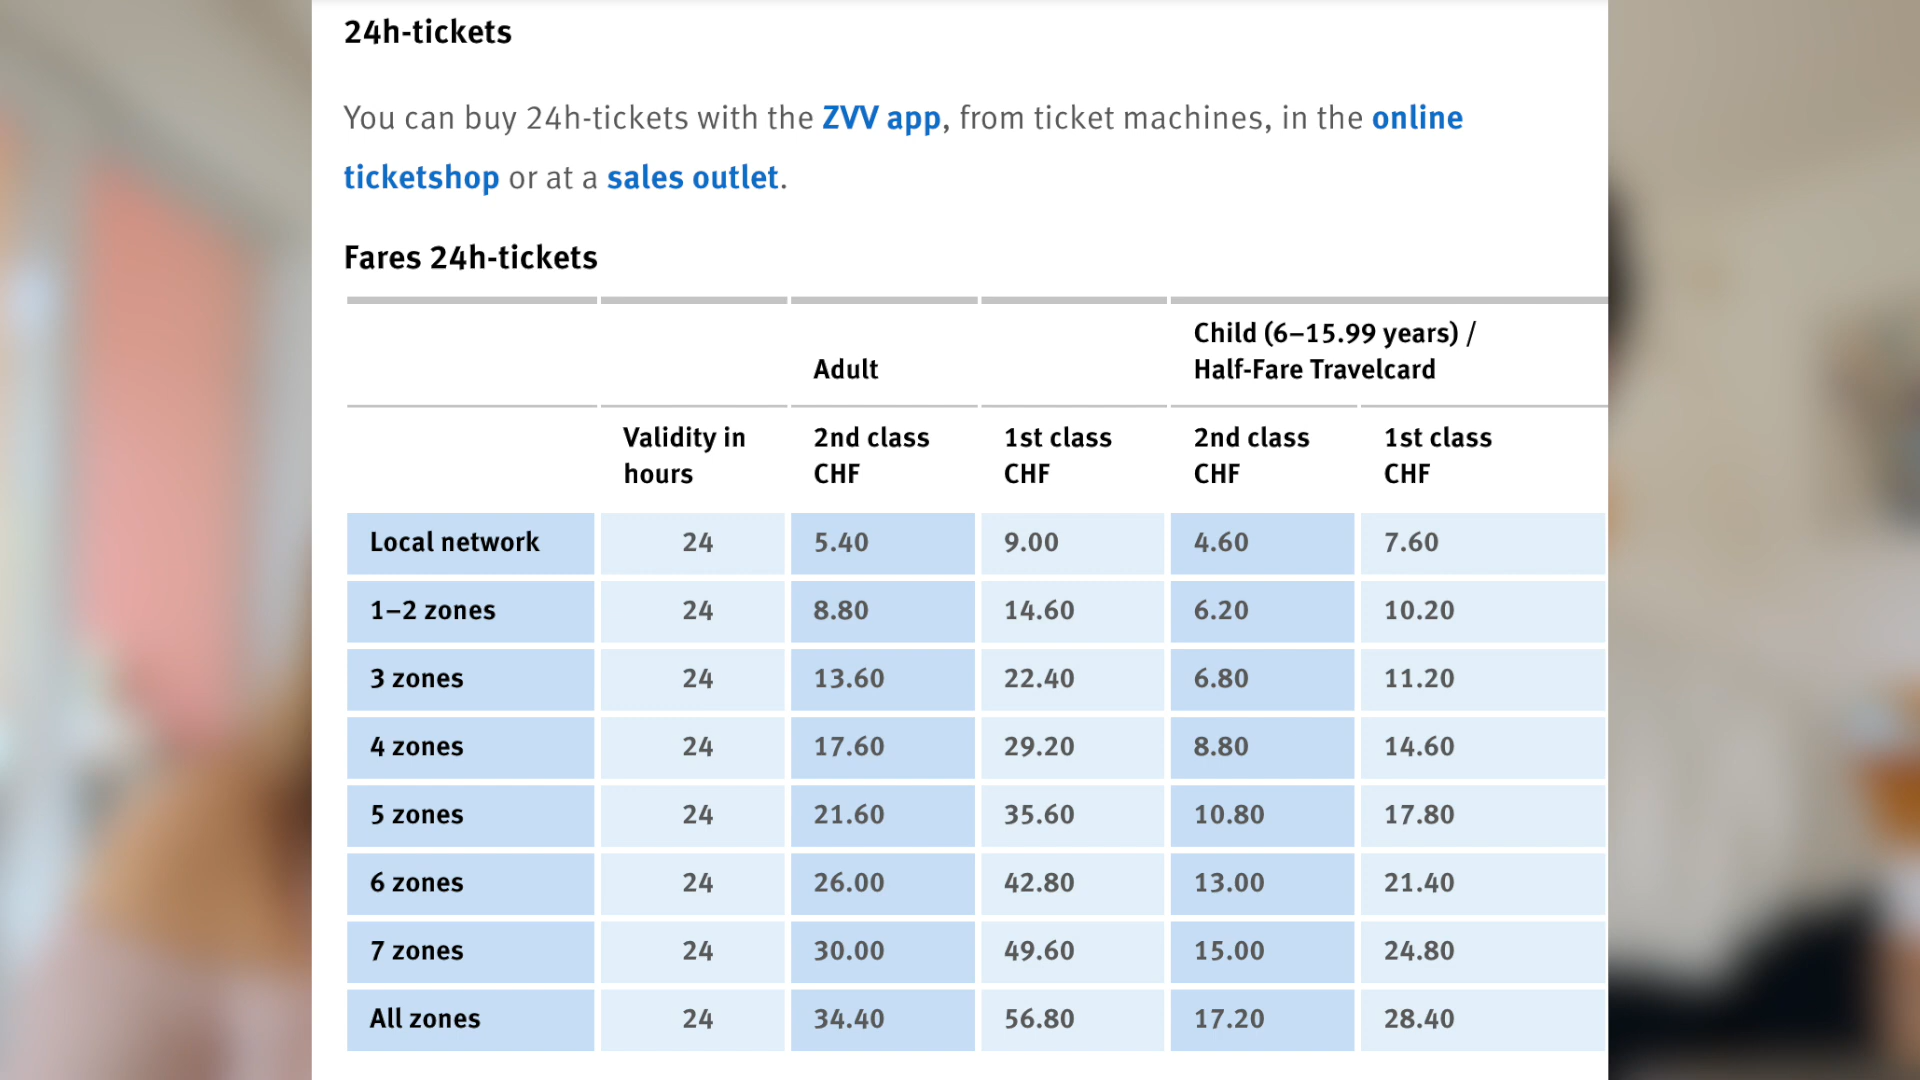 24h-tickets
You can buy 24h-tickets with the ZVV app, from ticket machines, in the online
ticketshop or at a sales outlet.
Fares 24h-tickets
Adult Child (6–15.99 years) / Half-Fare Travelcard
Validity in hours 2nd class CHF 1st class CHF 2nd class CHF 1st class CHF
Local network 24 5.40 9.00 4.60 7.60
1–2 zones 24 8.80 14.60 6.20 10.20
3 zones 24 13.60 22.40 6.80 11.20
4 zones 24 17.60 29.20 8.80 14.60
5 zones 24 21.60 35.60 10.80 17.80
6 zones 24 26.00 42.80 13.00 21.40
7 zones 24 30.00 49.60 15.00 24.80
All zones 24 34.40 56.80 17.20 28.40